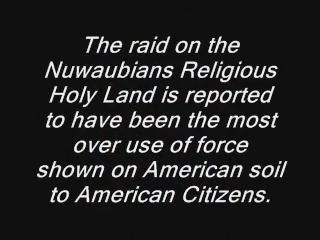 The raid on the
Nuwaubians Religious
Holy Land is reported
to have been the most
over use of force
shown on American soil
to American Citizens.